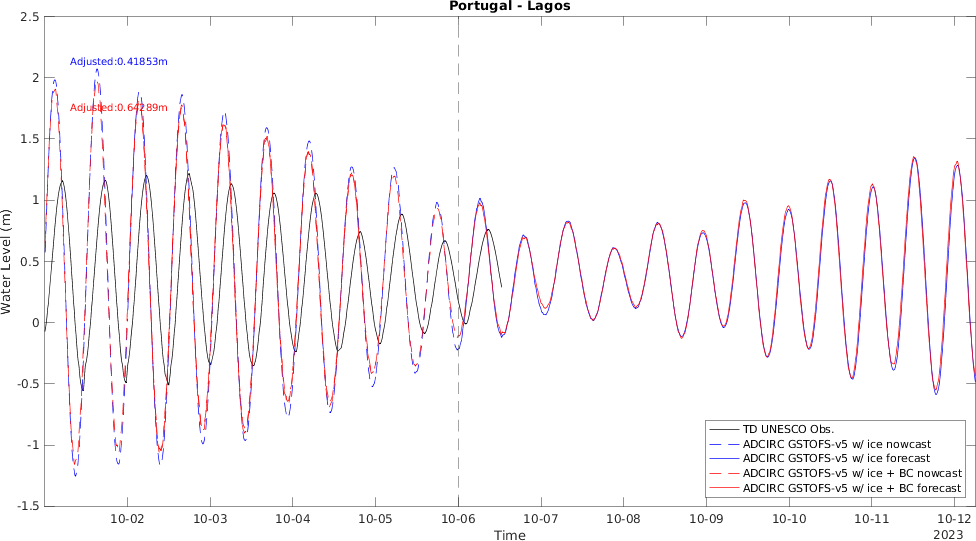 Portugal - Lagos
2.5
2
1.5
1
0.5
0
-0.5
-1
-1.5
Water Level (m)
Adjusted:0.41853m
Adjusted:0.64289m
TD UNESCO Obs.
ADCIRC GSTOFS-v5 w/ ice nowcast
ADCIRC GSTOFS-v5 w/ ice forecast
ADCIRC GSTOFS-v5 w/ ice + BC nowcast
ADCIRC GSTOFS-v5 w/ ice + BC forecast
10-02 10-03 10-04 10-05 10-06 10-07 10-08 10-09 10-10 10-11 10-12
Time
2023